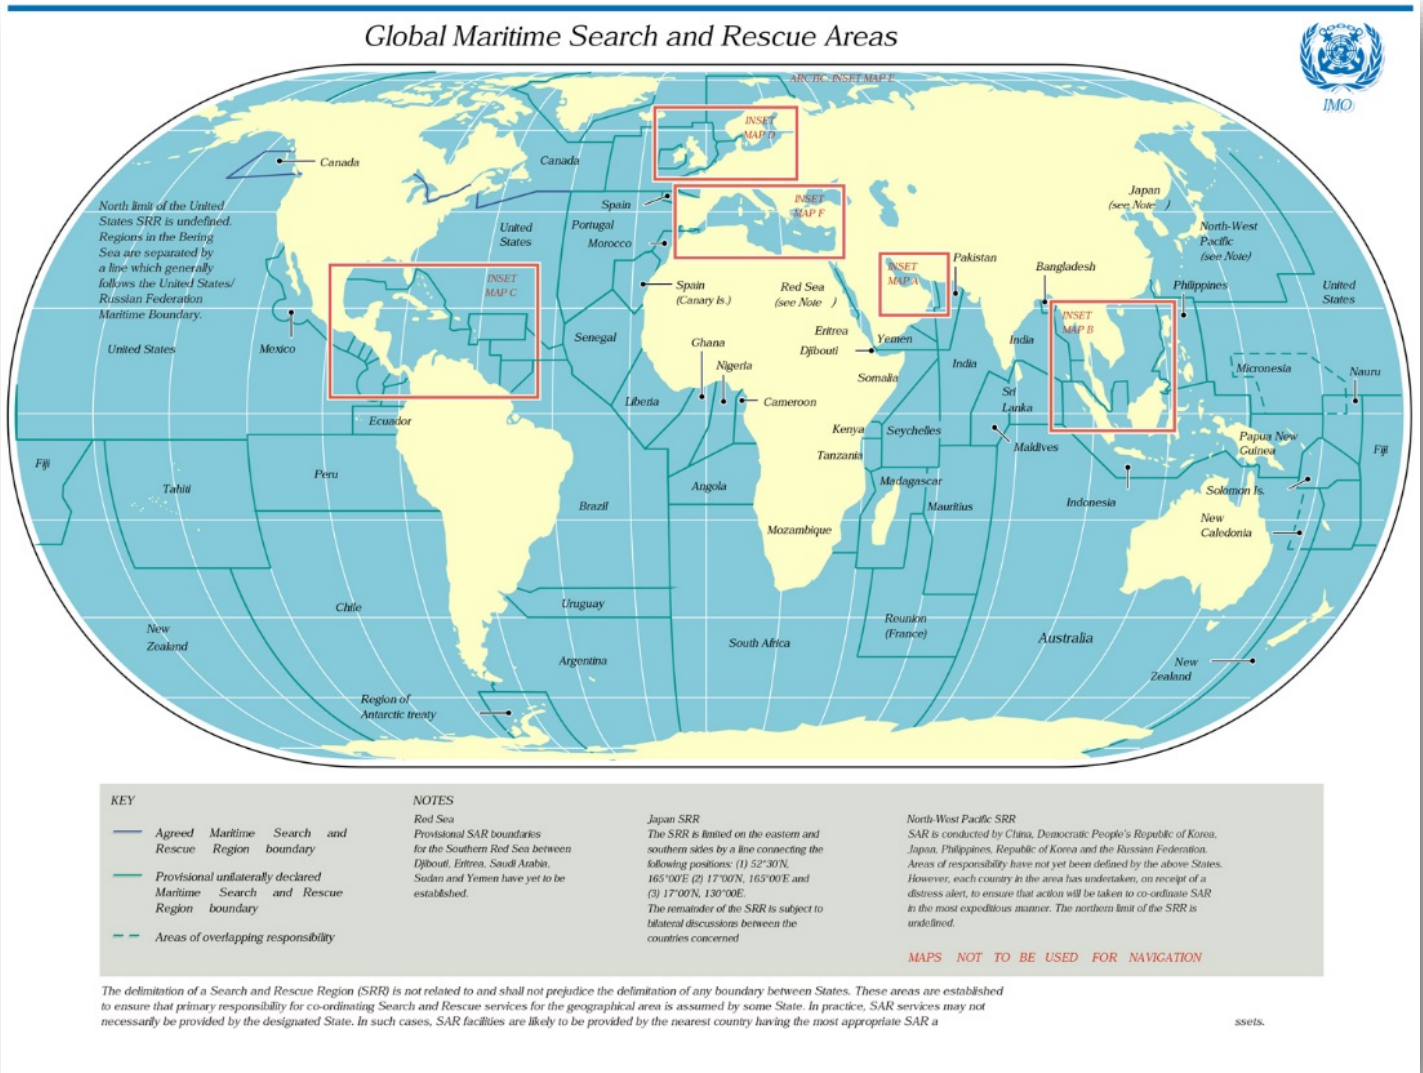 Global Maritime Search and Rescue Areas
IMO
ARCTIC INSET MAP E
INSET
MAP D
Canada
Canada
North limit of the United
States SRR is undefined.
Regions in the Bering
Sea are separated by
a line which generally
follows the United States/
Russian Federation
Maritime Boundary.
Spain
INSET
MAP F
Japan
(see Note )
United
States
Portugal
Morocco
North-West
Pacific
(see Note)
INSET
MAP C
Spain
(Canary Is.)
Red Sea
(see Note )
INSET
MAP A
Pakistan
Bangladesh
Philippines
United
States
INSET
MAP B
United States
Mexico
Senegal
Ghana
Eritrea
Djibouti
Yemen
India
India
Nigeria
Somalia
Micronesia
Nauru
Liberia
Cameroon
Sri
Lanka
Ecuador
Kenya
Seychelles
Maldives
Papua New
Guinea
Fiji
Fiji
Tanzania
Peru
Tahiti
Angola
Madagascar
Solomon Is.
Brazil
Mauritius
Indonesia
Mozambique
New
Caledonia
Chile
Uruguay
New
Zealand
Reunion
(France)
South Africa
Australia
Argentina
New
Zealand
Region of
Antarctic treaty
KEY
Agreed Maritime Search and
Rescue Region boundary
Provisional unilaterally declared
Maritime Search and Rescue
Region boundary
Areas of overlapping responsibility
NOTES
Red Sea
Provisional SAR boundaries
for the Southern Red Sea between
Djibouti, Eritrea, Saudi Arabia,
Sudan and Yemen have yet to be
established.
Japan SRR
The SRR is limited on the eastern and
southern sides by a line connecting the
following positions: (1) 52°30'N,
165°00'E (2) 17°00'N, 165°00'E and
(3) 17°00'N, 130°00E.
The remainder of the SRR is subject to
bilateral discussions between the
countries concerned
North-West Pacific SRR
SAR is conducted by China, Democratic People's Republic of Korea,
Japan, Philippines, Republic of Korea and the Russian Federation.
Areas of responsibility have not yet been defined by the above States.
However, each country in the area has undertaken, on receipt of a
distress alert, to ensure that action will be taken to co-ordinate SAR
in the most expeditious manner. The northern limit of the SRR is
undefined.
MAPS NOT TO BE USED FOR NAVIGATION
The delimitation of a Search and Rescue Region (SRR) is not related to and shall not prejudice the delimitation of any boundary between States. These areas are established
to ensure that primary responsibility for co-ordinating Search and Rescue services for the geographical area is assumed by some State. In practice, SAR services may not
necessarily be provided by the designated State. In such cases, SAR facilities are likely to be provided by the nearest country having the most appropriate SAR a ssets.